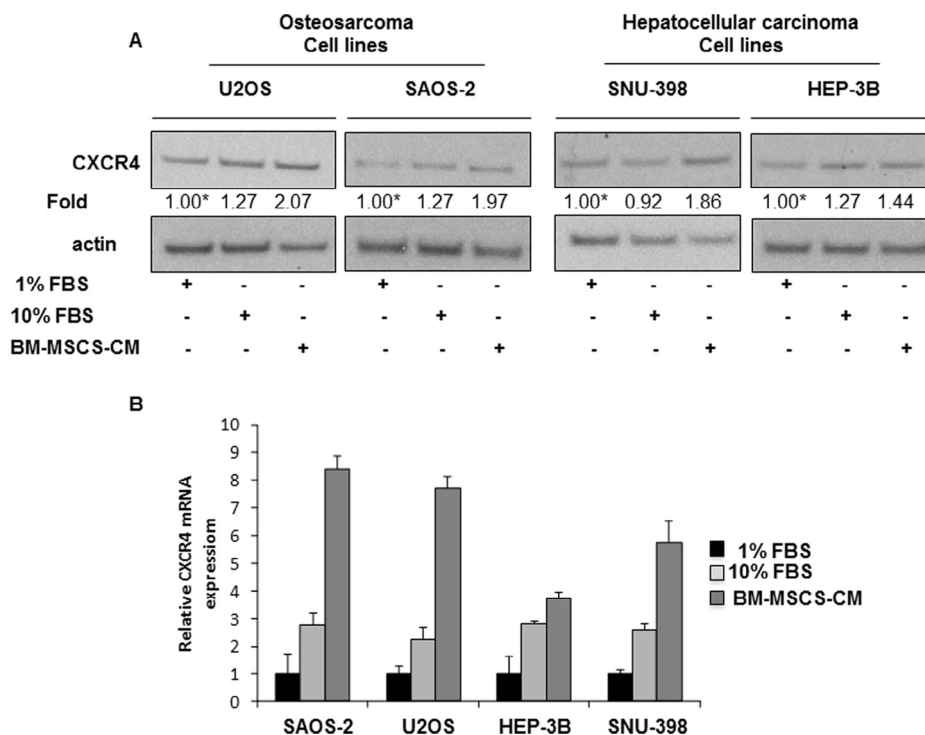 A
Osteosarcoma
Cell lines
Hepatocellular carcinoma
Cell lines
U2OS SAOS-2 SNU-398 HEP-3B
CXCR4
Fold 1.00* 1.27 2.07 1.00* 1.27 1.97 1.00* 0.92 1.86 1.00* 1.27 1.44
actin
1% FBS + - - + - - + - - + - -
10% FBS - + - - + - - + - - + -
BM-MSCS-CM - - + - - + - - + - - +
B
Relative CXCR4 mRNA
expressiom
10
9
8
7
6
5
4
3
2
1
0
SAOS-2 U2OS HEP-3B SNU-398
1% FBS
10% FBS
BM-MSCS-CM